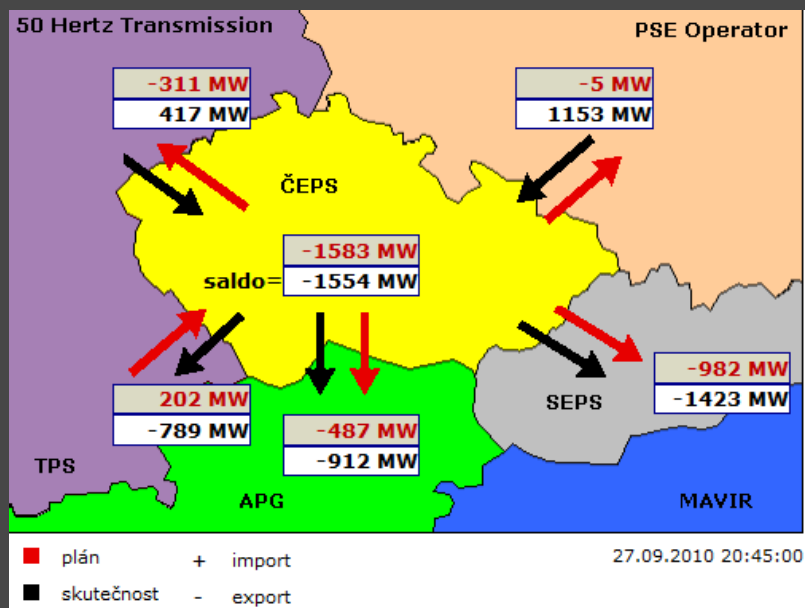 50 Hertz Transmission
PSE Operator
-311 MW
417 MW
-5 MW
1153 MW
ČEPS
-1583 MW
saldo= -1554 MW
202 MW
-789 MW
-487 MW
-912 MW
-982 MW
-1423 MW
SEPS
TPS
APG
MAVIR
plán + import
27.09.2010 20:45:00
skutečnost - export